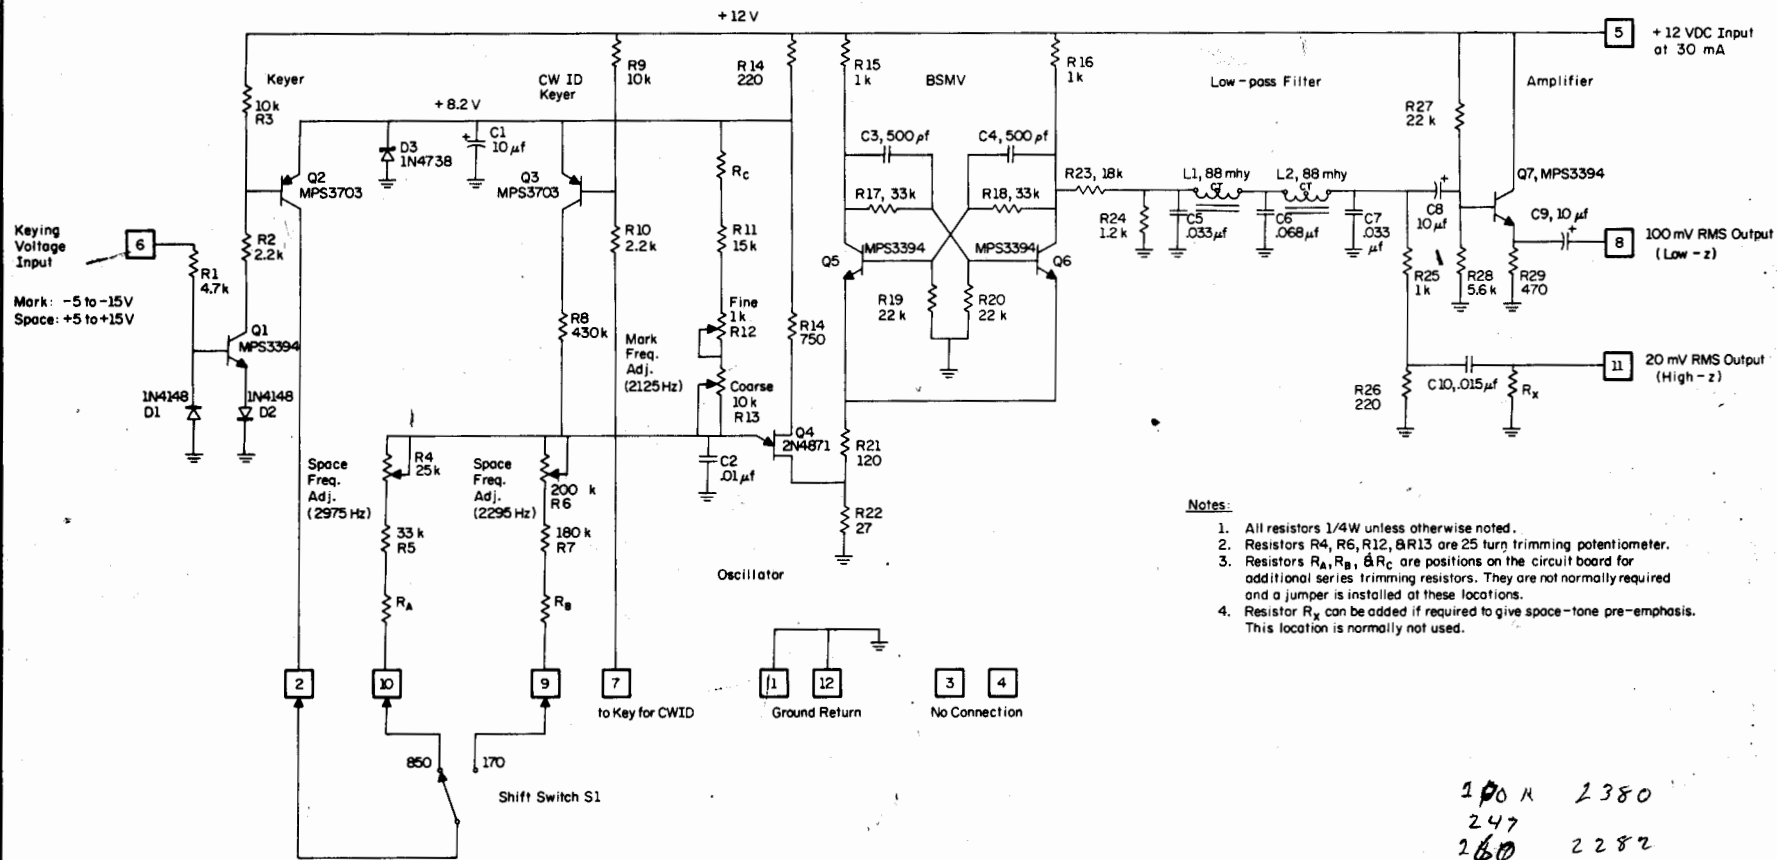 +12 V
5
+ 12 VDC Input
at 30 mA
Keyer
10k
R3
+ 8.2 V
CW ID
Keyer
R9
10k
R14
220
R15
1k
BSMV
R16
1k
Low-pass Filter
Amplifier
R27
22 k
D3
1N4738
C1
10 µf
Q2
MPS3703
Q3
MPS3703
RC
C3, 500 pf
C4, 500 pf
R17, 33k
R18, 33k
R23, 18k
L1, 88 mhy
CT
L2, 88 mhy
CT
Q7, MPS3394
R24
1.2 k
C5
.033µf
C6
.068µf
C7
.033
µf
C8
10 µf
C9, 10 µf
8
100 mV RMS Output
(Low-z)
Keying
Voltage
Input
6
Mark: -5 to -15V
Space: +5 to +15V
R1
4.7k
R2
2.2k
R10
2.2k
R11
15k
Q5
MPS3394
MPS3394
Q6
R19
22 k
R20
22 k
R25
1k
R28
5.6 k
R29
470
Q1
MPS3394
R8
430k
Fine
1k
R12
R14
750
Mark
Freq.
Adj.
(2125Hz)
Coarse
10k
R13
1N4148
D1
1N4148
D2
R26
220
C10, .015µf
RX
11
20 mV RMS Output
(High-z)
Space
Freq.
Adj.
(2975 Hz)
R4
25k
Space
Freq.
Adj.
(2295 Hz)
200 k
R6
C2
.01µf
Q4
2N4871
R21
120
R22
27
33 k
R5
180 k
R7
Oscillator
RA
RB
Notes:
1. All resistors 1/4W unless otherwise noted.
2. Resistors R4, R6, R12, & R13 are 25 turn trimming potentiometer.
3. Resistors RA, RB, & RC are positions on the circuit board for
additional series trimming resistors. They are not normally required
and a jumper is installed at these locations.
4. Resistor RX can be added if required to give space-tone pre-emphasis.
This location is normally not used.
2
10
9
7
1
12
3
4
to Key for CWID
Ground Return
No Connection
850
170
Shift Switch S1
2380
247
2282